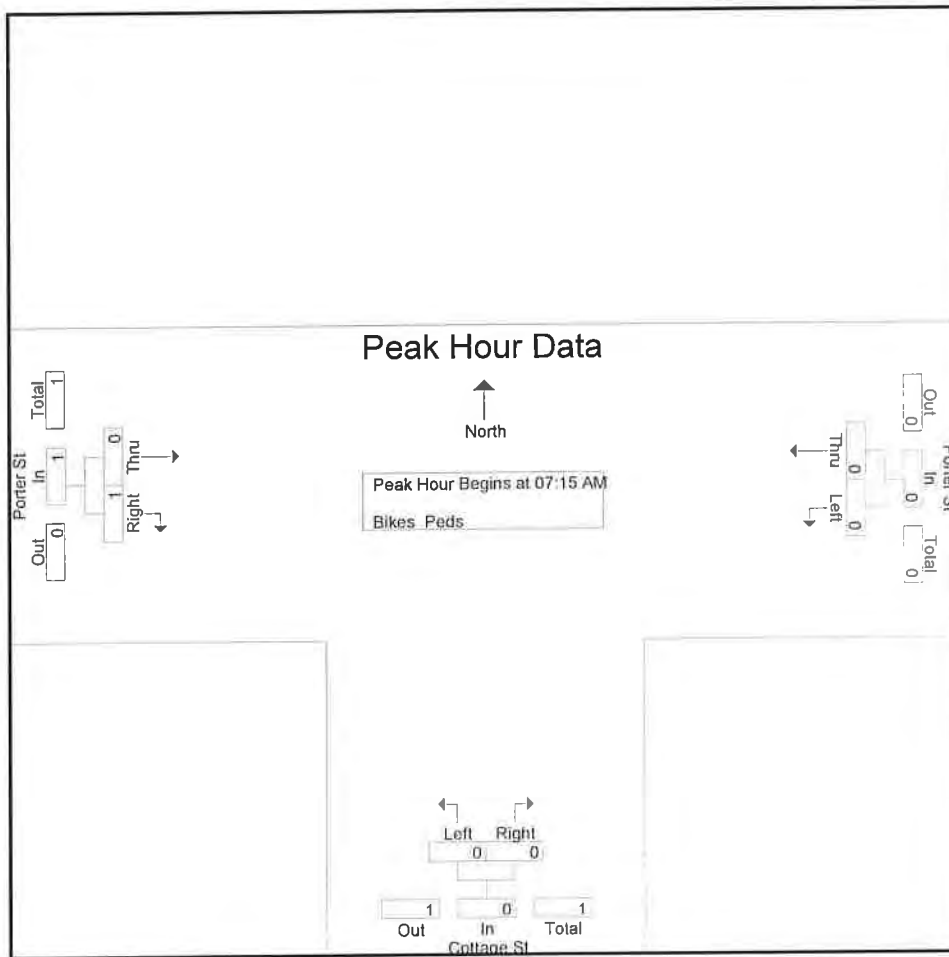 Peak Hour Data
North
Peak Hour Begins at 07:15 AM
Bikes Peds
Porter St
Total
1
In
1
Out
0
0
Thru
1
Right
Out
0
In
0
Total
0
Porter St
Thru
0
Left
0
Left Right
0 0
1 0 1
Out In Total
Cottage St